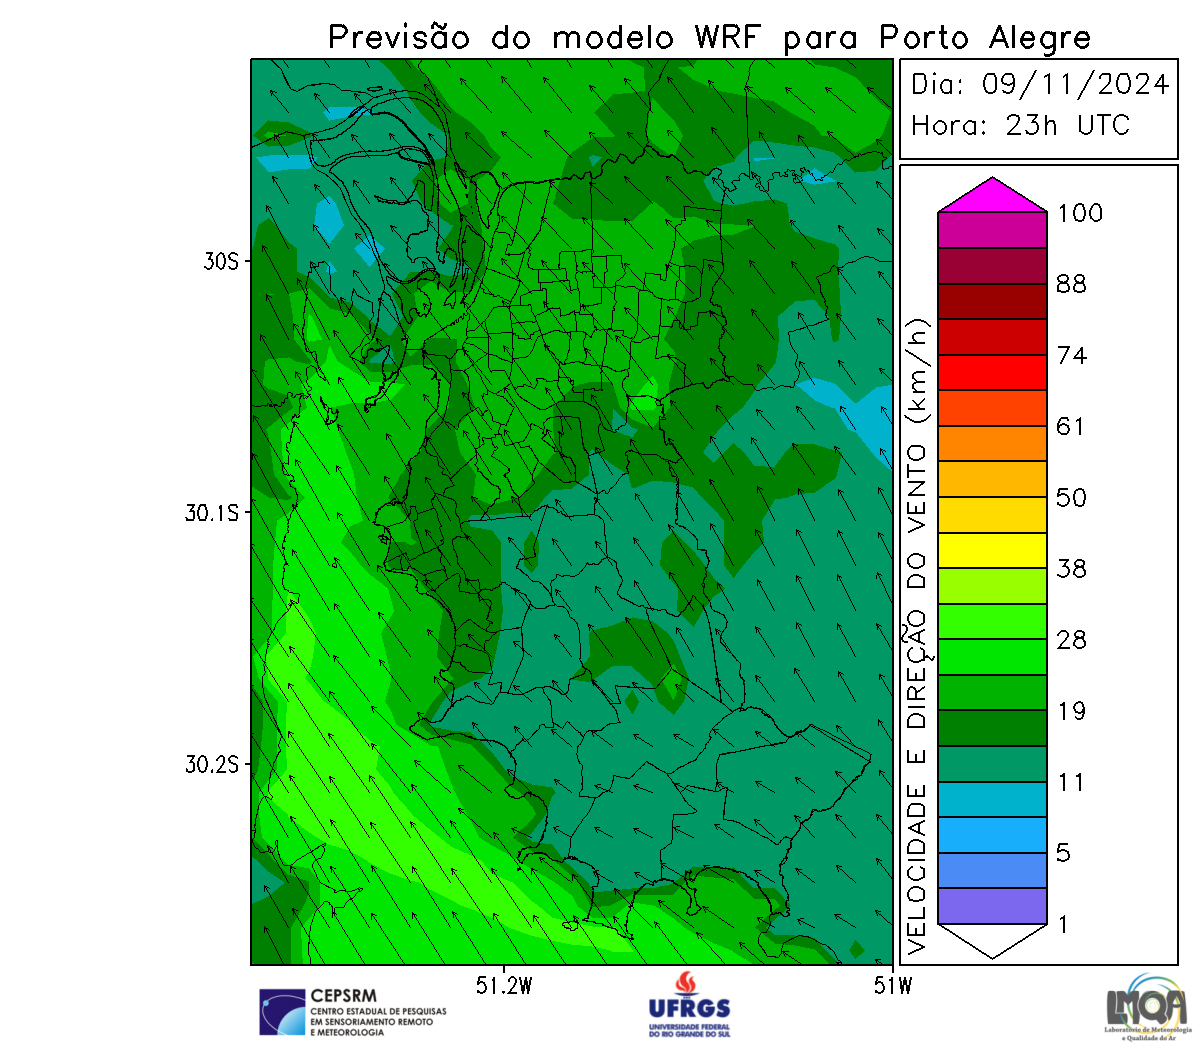 Previsão do modelo WRF para Porto Alegre
Dia: 09/11/2024
Hora: 23h UTC
VELOCIDADE E DIREÇÃO DO VENTO (km/h)
100
88
74
61
50
38
28
19
11
5
1
30S
30.1S
30.2S
51.2W
51W
CEPSRM
CENTRO ESTADUAL DE PESQUISAS
EM SENSORIAMENTO REMOTO
E METEOROLOGIA
UFRGS
UNIVERSIDADE FEDERAL
DO RIO GRANDE DO SUL
LMQA
Laboratório de Meteorologia
e Qualidade do Ar